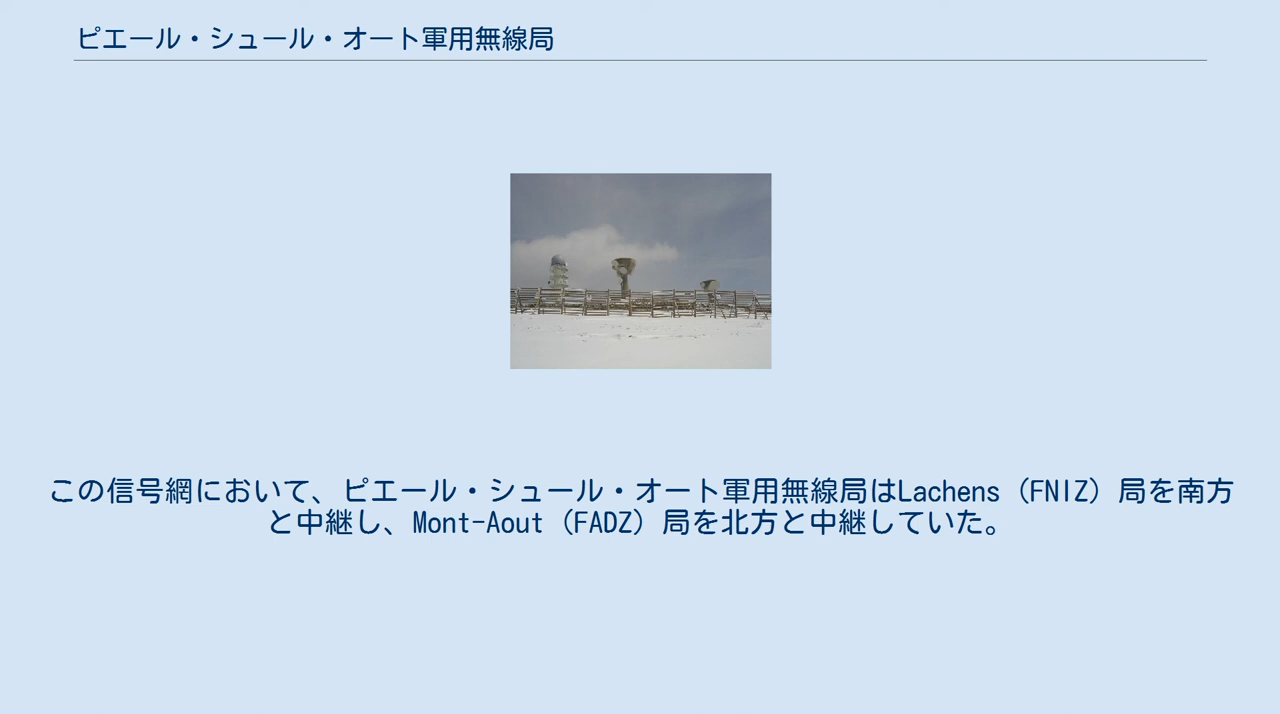 ピエール・シュール・オート軍用無線局
この信号網において、ピエール・シュール・オート軍用無線局はLachens（FNIZ）局を南方
と中継し、Mont-Aout（FADZ）局を北方と中継していた。